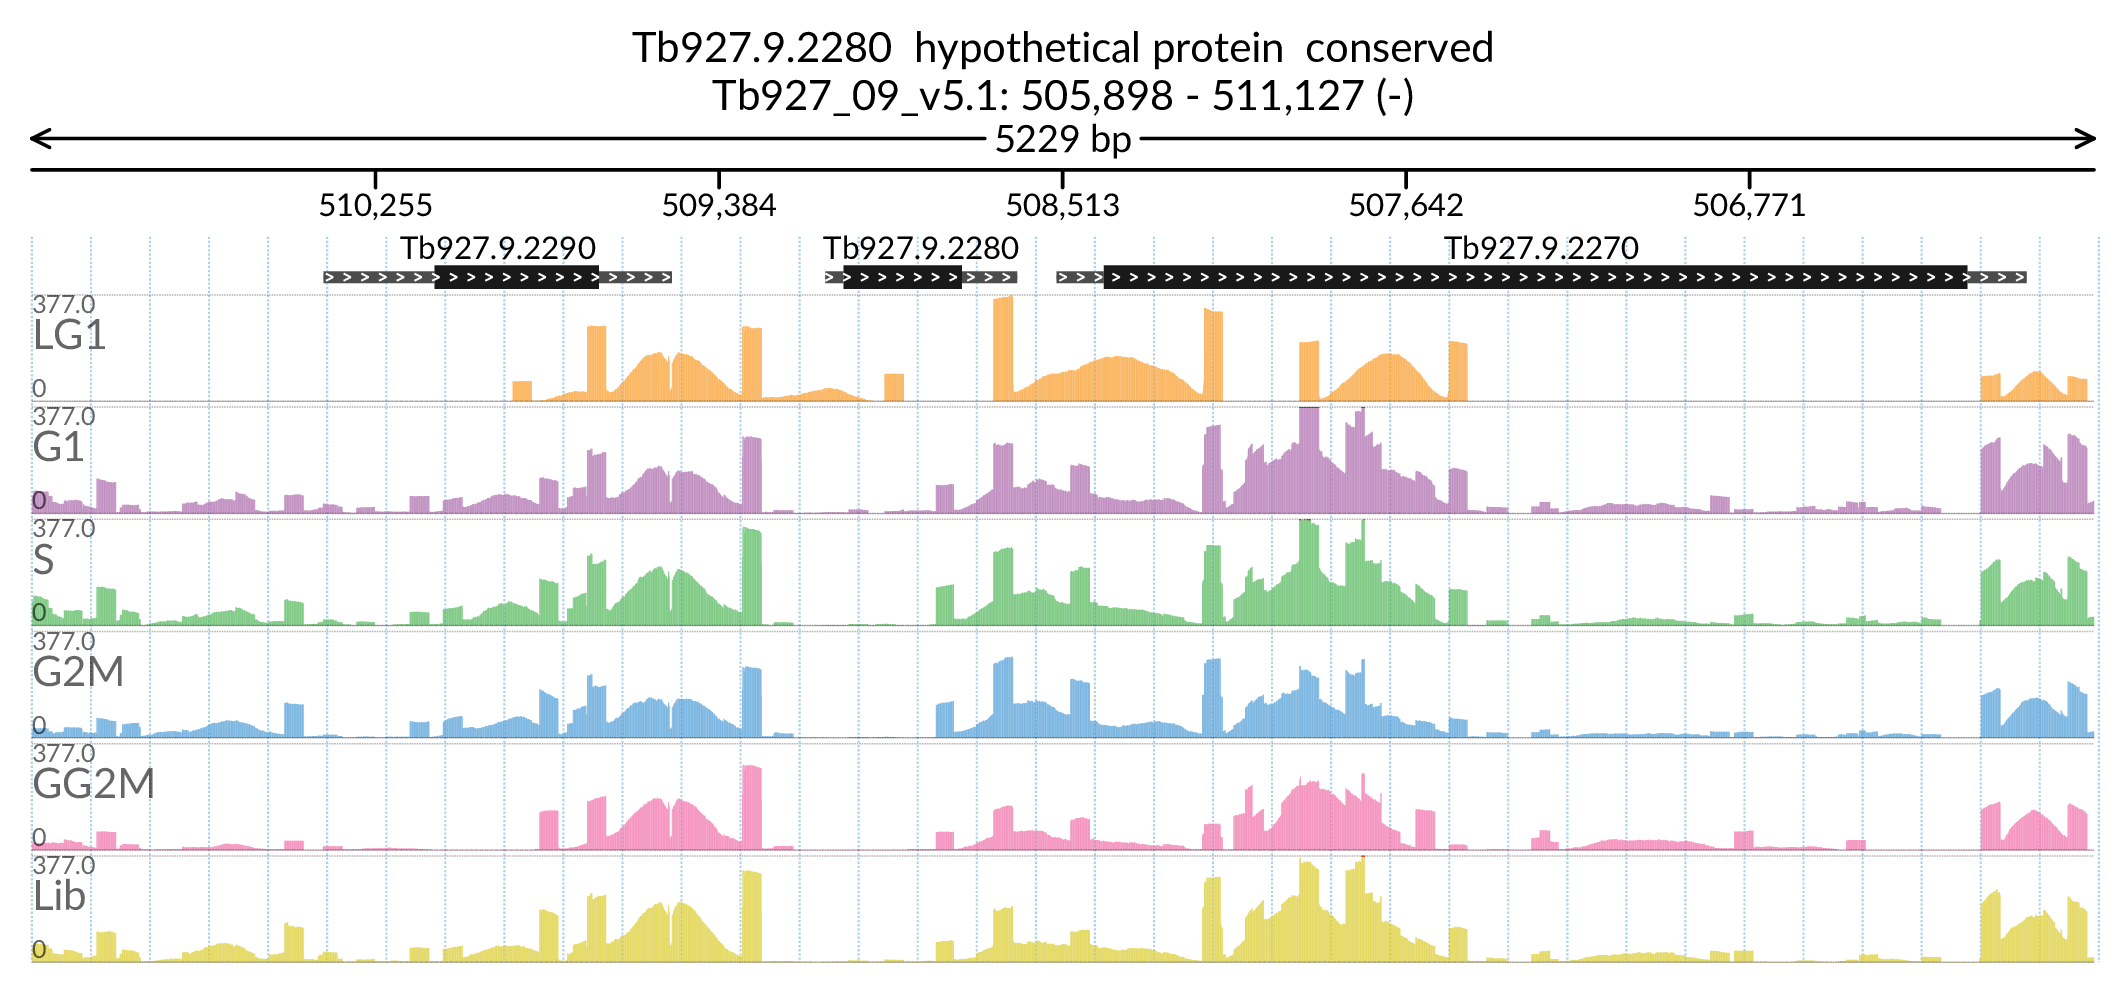 Tb927.9.2280  hypothetical protein  conserved
Tb927_09_v5.1: 505,898 - 511,127 (-)
5229 bp
510,255 509,384 508,513 507,642 506,771
Tb927.9.2290 Tb927.9.2280 Tb927.9.2270
377.0
LG1
0
377.0
G1
0
377.0
S
0
377.0
G2M
0
377.0
GG2M
0
377.0
Lib
0